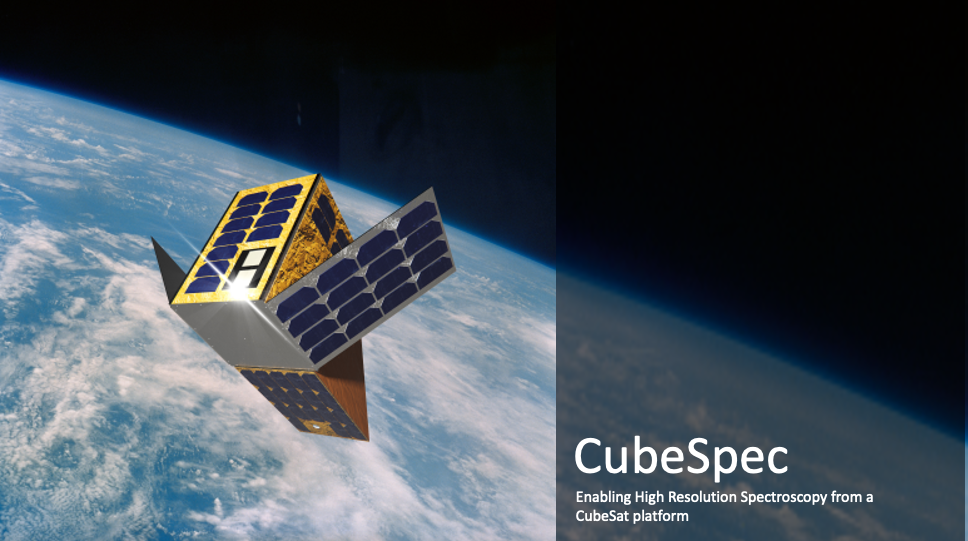 CubeSpec
Enabling High Resolution Spectroscopy from a
CubeSat platform